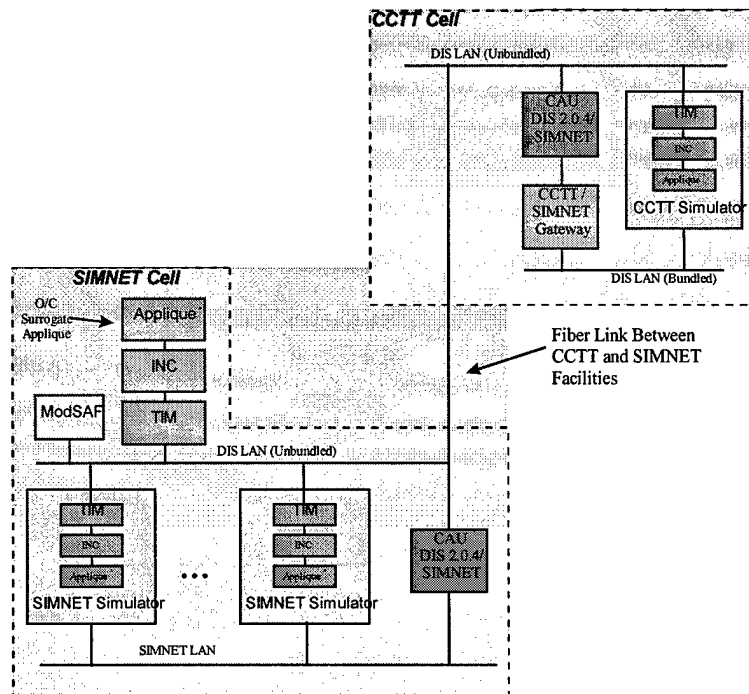 CCTT Cell
DIS LAN (Unbundled)
CAU
DIS 2.0.4/
SIMNET
TIM
INC
Applique
CCTT Simulator
CCTT /
SIMNET
Gateway
DIS LAN (Bundled)
SIMNET Cell
O/C
Surrogate
Applique
Applique
INC
TIM
ModSAF
Fiber Link Between
CCTT and SIMNET
Facilities
DIS LAN (Unbundled)
TIM
INC
Applique
SIMNET Simulator
...
TIM
INC
Applique
SIMNET Simulator
CAU
DIS 2.0.4/
SIMNET
SIMNET LAN